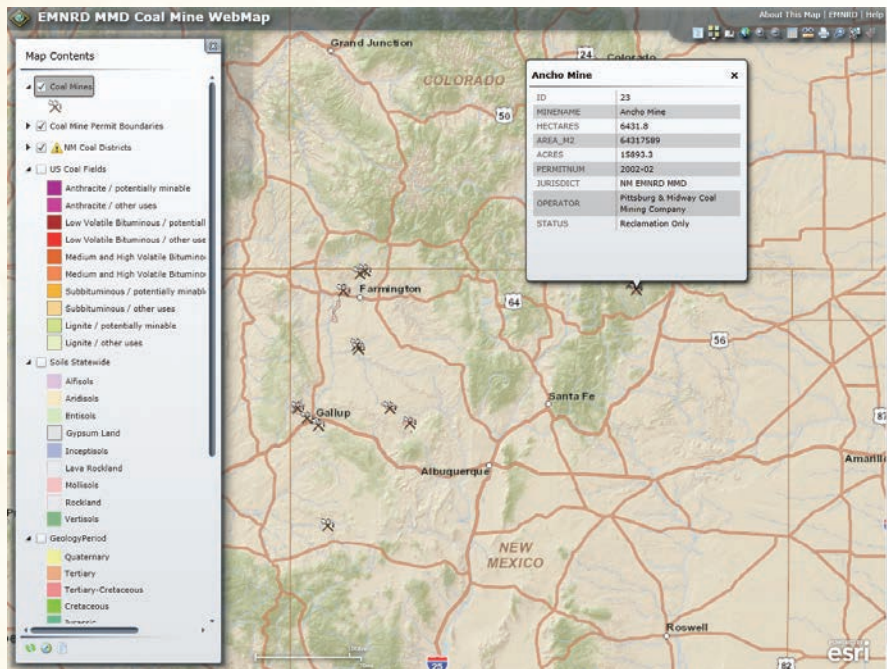 EMNRD MMD Coal Mine WebMap
About This Map | EMNRD | Help
Map Contents
Coal Mines
Coal Mine Permit Boundaries
NM Coal Districts
US Coal Fields
Anthracite / potentially minable
Anthracite / other uses
Low Volatile Bituminous / potentiall
Low Volatile Bituminous / other use
Medium and High Volatile Bitumino
Medium and High Volatile Bitumino
Subbituminous / potentially minabl
Subbituminous / other uses
Lignite / potentially minable
Lignite / other uses
Soils Statewide
Alfisols
Aridisols
Entisols
Gypsum Land
Inceptisols
Lava Rockland
Mollisols
Rockland
Vertisols
GeologyPeriod
Quaternary
Tertiary
Tertiary-Cretaceous
Cretaceous
Jurassic
Grand Junction
COLORADO
24
Colorado
50
Ancho Mine
ID 23
MINENAME Ancho Mine
HECTARES 6431.8
AREA_M2 64317589
ACRES 15893.3
PERMITNUM 2002-02
JURISDICT NM EMNRD MMD
OPERATOR Pittsburg & Midway Coal
Mining Company
STATUS Reclamation Only
Farmington
64
56
Santa Fe
Gallup
87
Albuquerque
Amarillo
NEW
MEXICO
Roswell
25
82
esri